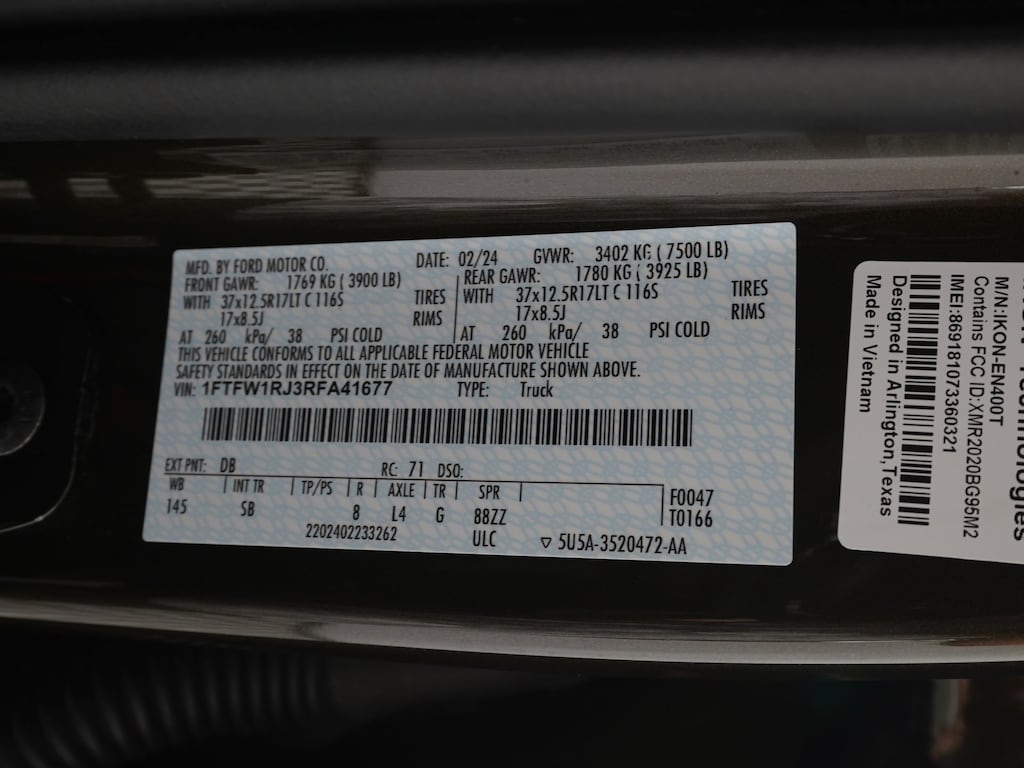 MFD. BY FORD MOTOR CO.
DATE: 02/24 GVWR: 3402 KG ( 7500 LB)
FRONT GAWR: 1769 KG ( 3900 LB)
WITH 37x12.5R17LT C 116S TIRES
17x8.5J RIMS
AT 260 kPa/ 38 PSI COLD
REAR GAWR: 1780 KG ( 3925 LB)
WITH 37x12.5R17LT C 116S TIRES
17x8.5J RIMS
AT 260 kPa/ 38 PSI COLD
THIS VEHICLE CONFORMS TO ALL APPLICABLE FEDERAL MOTOR VEHICLE
SAFETY STANDARDS IN EFFECT ON THE DATE OF MANUFACTURE SHOWN ABOVE.
VIN: 1FTFW1RJ3RFA41677 TYPE: Truck
EXT PNT: DB RC: 71 DSO:
WB INT TR TP/PS R AXLE TR SPR
145 SB 8 L4 G 88ZZ
F0047
T0166
2202402233262 ULC ▽ 5U5A-3520472-AA
Technologies
M/N:IKON-EN400T
Contains FCC ID:XMR2020BG95M2
IMEI:869181073360321
Designed in Arlington,Texas
Made in Vietnam